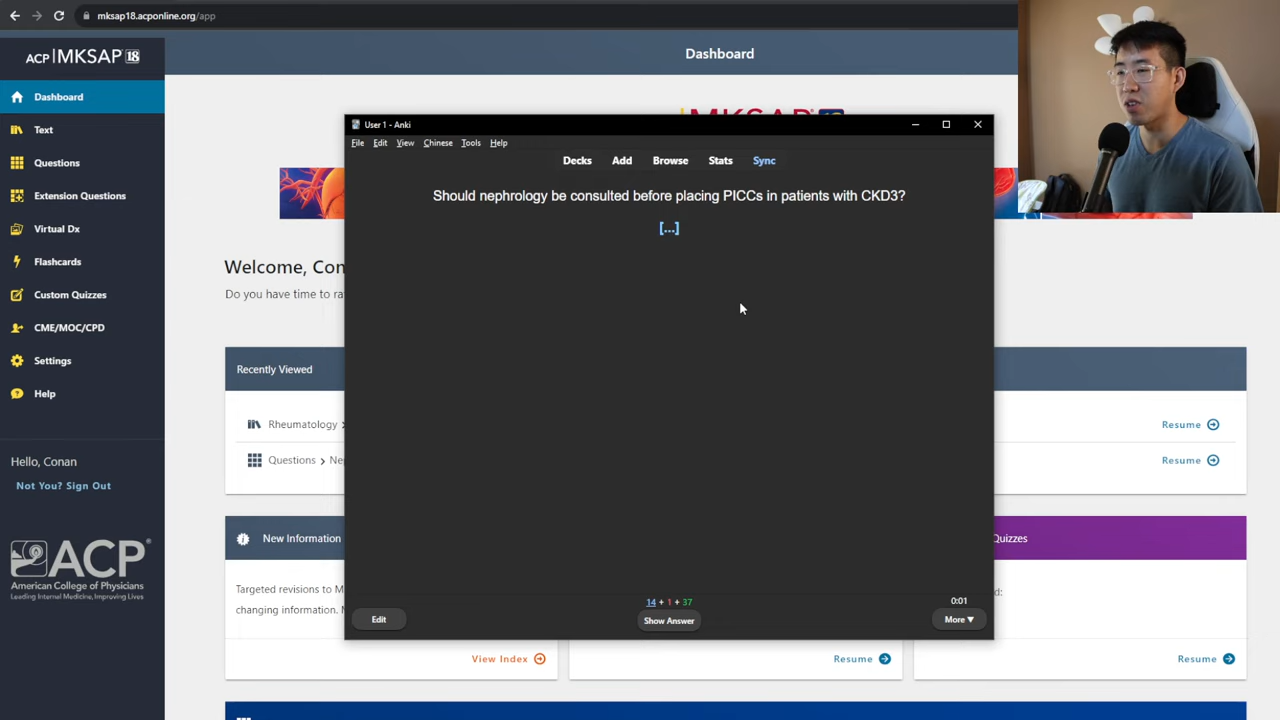 mksap18.acponline.org/app
ACP MKSAP 18
Dashboard
Dashboard
Text
Questions
Extension Questions
Virtual Dx
Flashcards
Custom Quizzes
CME/MOC/CPD
Settings
Help
Hello, Conan
Not You? Sign Out
ACP
American College of Physicians
Leading Internal Medicine, Improving Lives
MKSAP 18
Welcome, Con
Do you have time to ra
Recently Viewed
Rheumatology
Resume
Questions > Nep
Resume
New Information
Targeted revisions to M
changing information.
View Index
Resume
Quizzes
Resume
User 1 - Anki
File Edit View Chinese Tools Help
Decks Add Browse Stats Sync
Should nephrology be consulted before placing PICCs in patients with CKD3?
[...]
14 + 1 + 37
0:01
Edit
Show Answer
More ▼